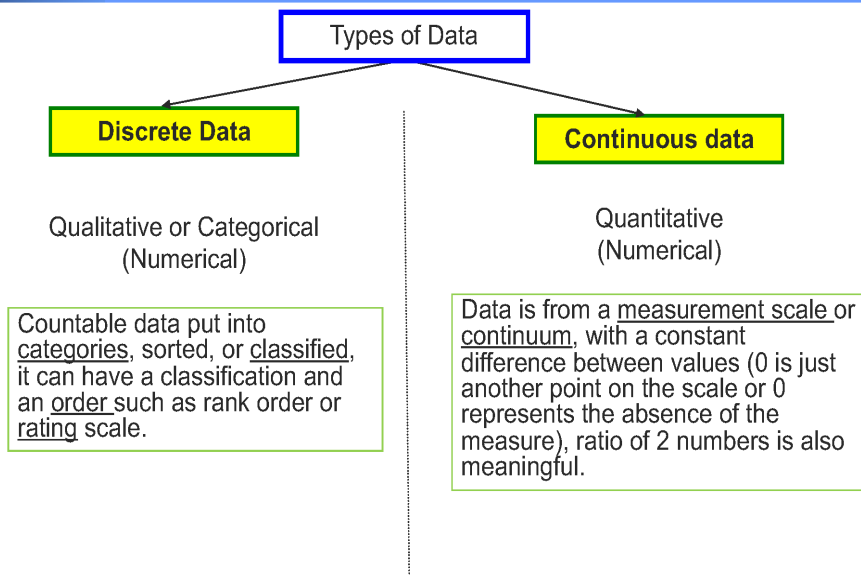 Types of Data
Discrete Data
Qualitative or Categorical
(Numerical)
Countable data put into
categories, sorted, or classified,
it can have a classification and
an order such as rank order or
rating scale.
Continuous data
Quantitative
(Numerical)
Data is from a measurement scale or
continuum, with a constant
difference between values (0 is just
another point on the scale or 0
represents the absence of the
measure), ratio of 2 numbers is also
meaningful.